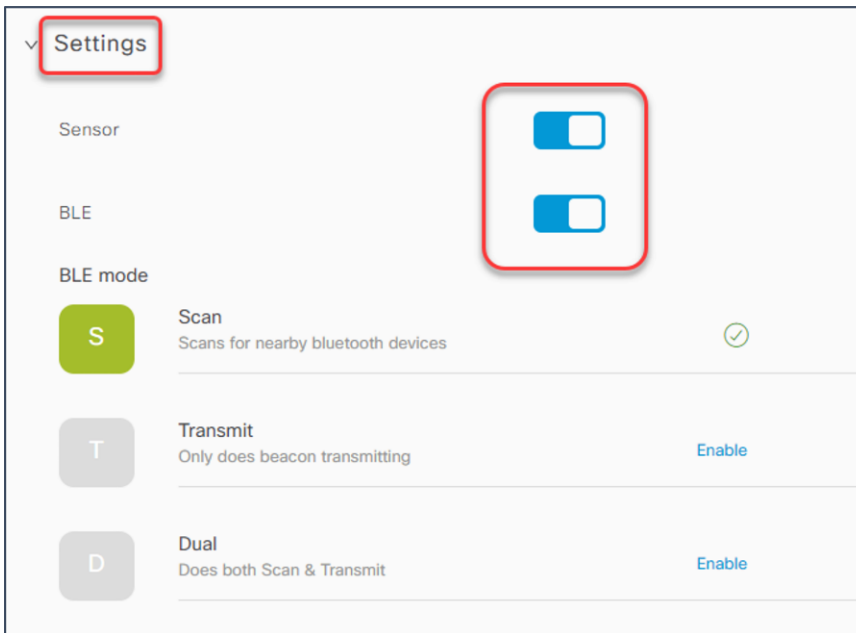 Settings
Sensor
BLE
BLE mode
S
Scan
Scans for nearby bluetooth devices
T
Transmit
Only does beacon transmitting
Enable
D
Dual
Does both Scan & Transmit
Enable